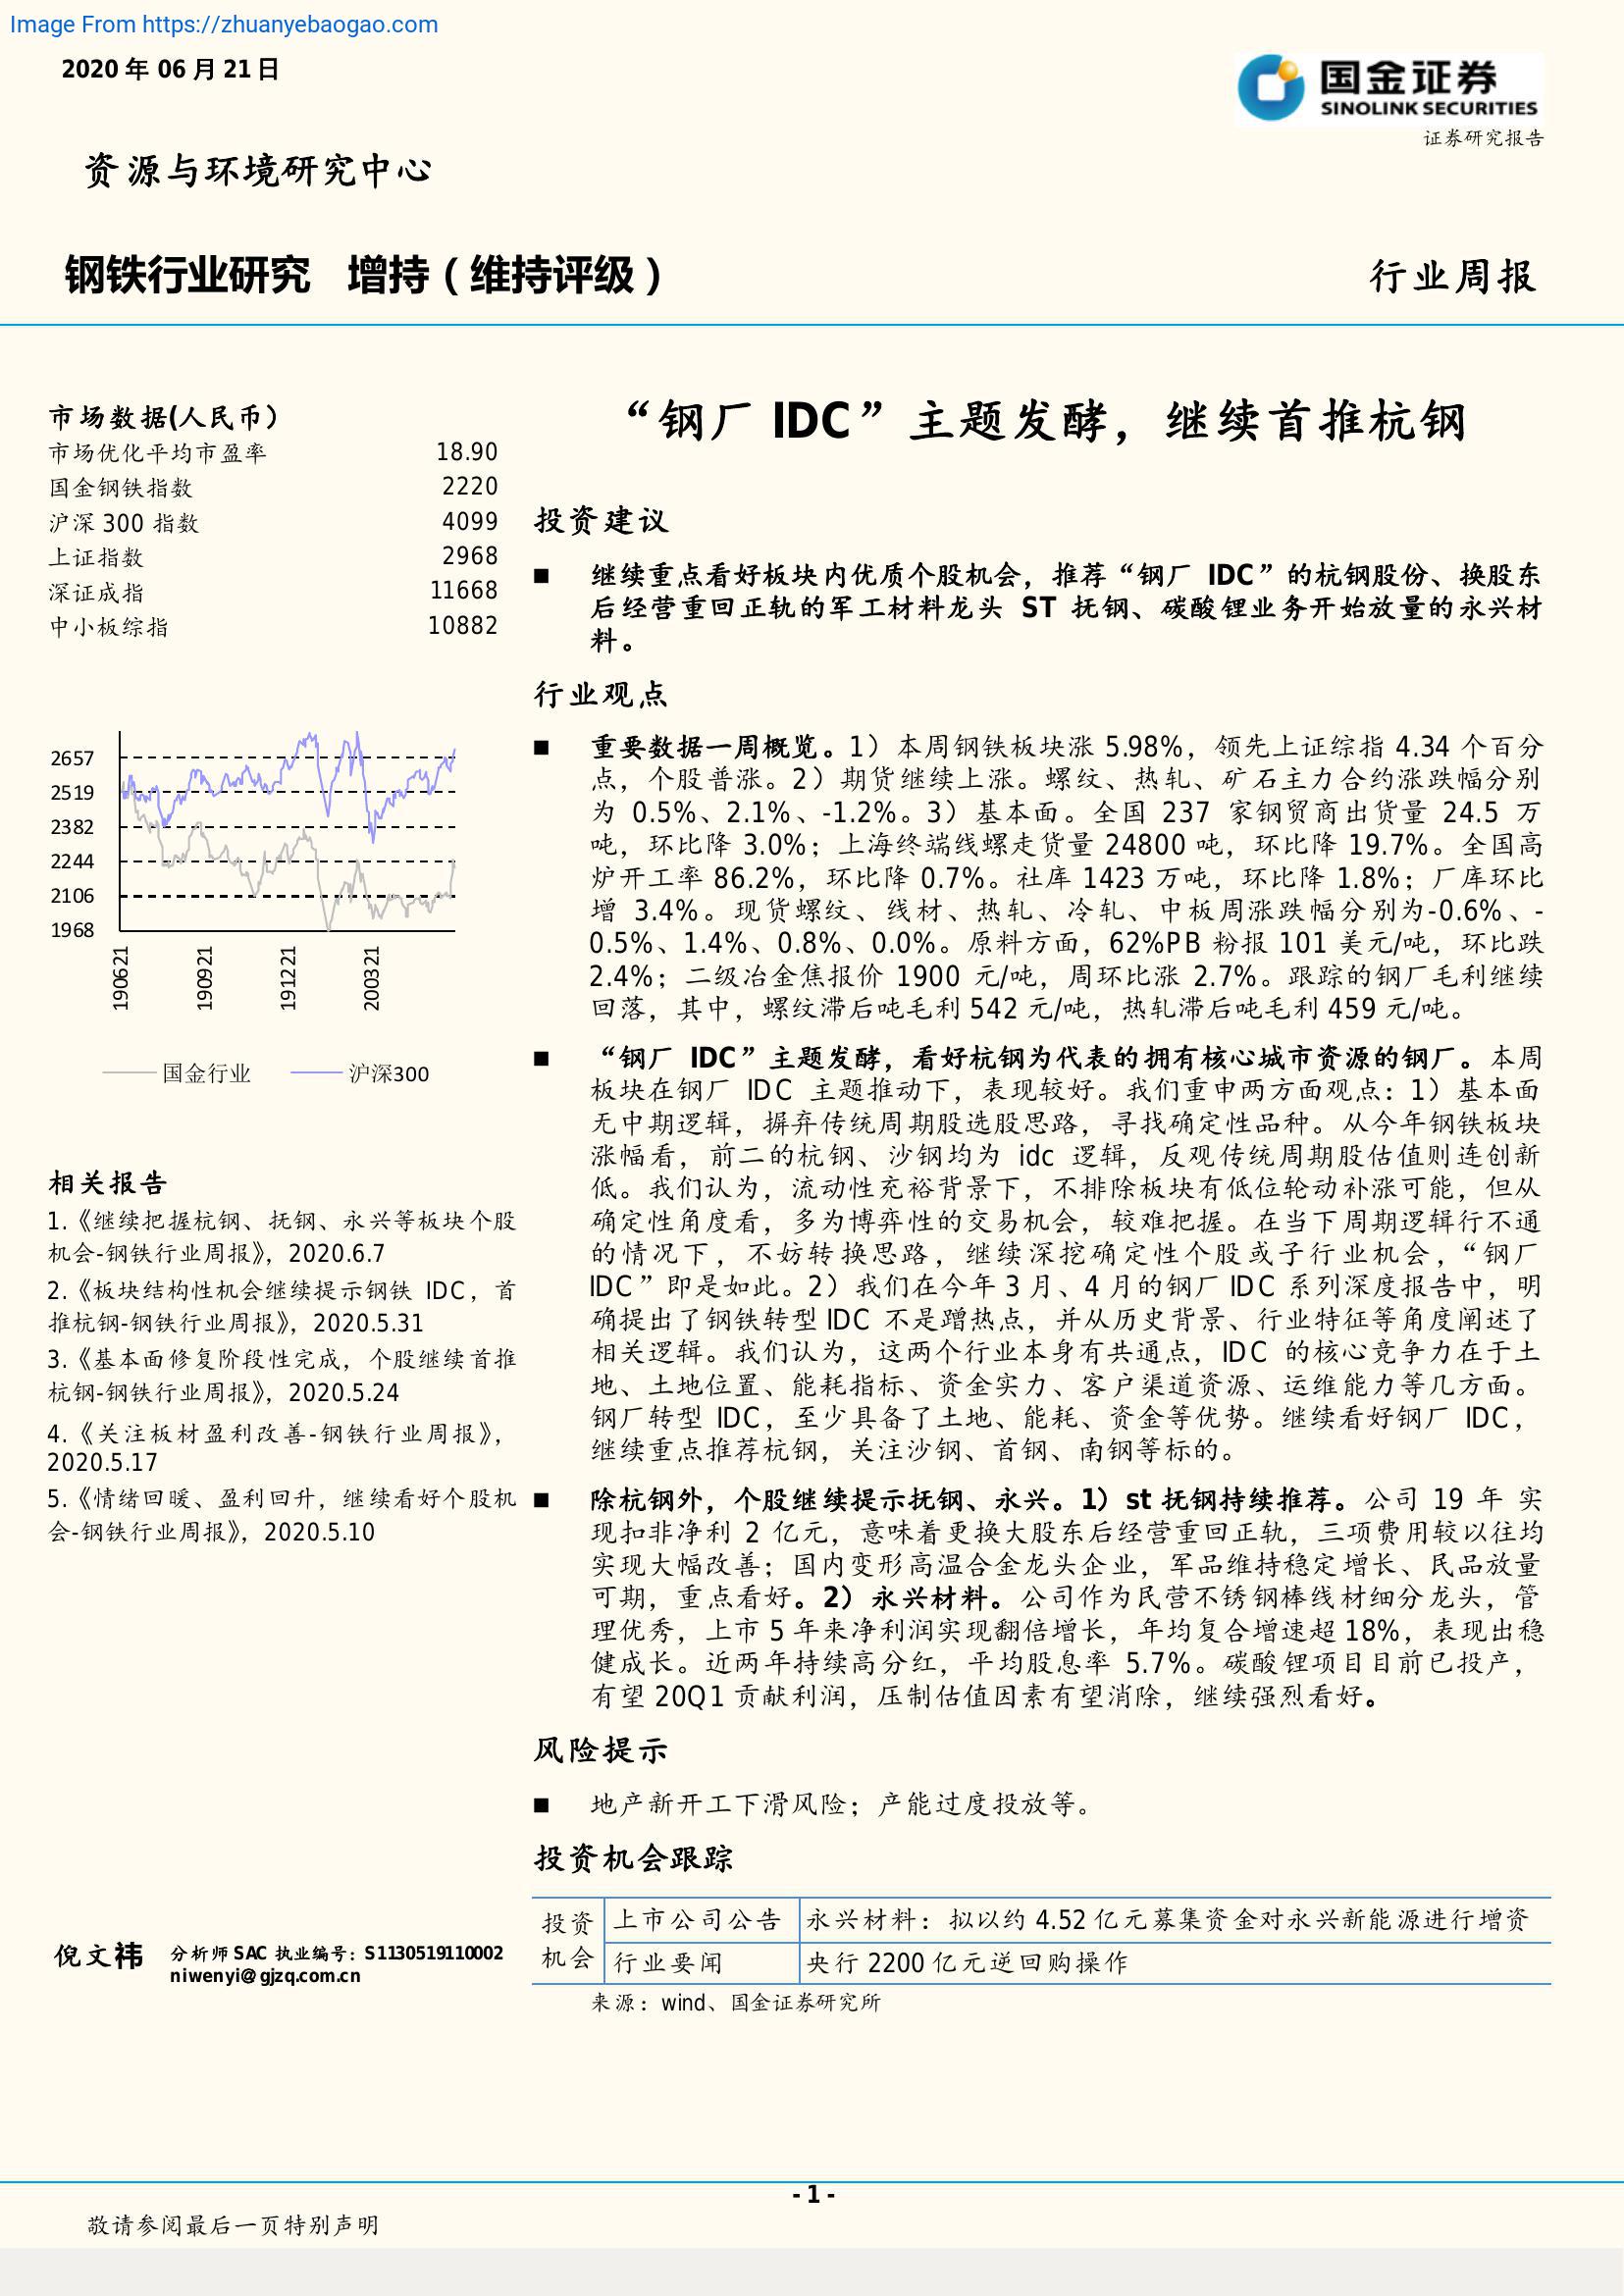 Image From https://zhuanyebaogao.com
2020 年 06 月 21 日
国金证券
SINOLINK SECURITIES
证券研究报告
资源与环境研究中心
钢铁行业研究 增持（维持评级）
行业周报
市场数据(人民币）
市场优化平均市盈率 18.90
国金钢铁指数 2220
沪深 300 指数 4099
上证指数 2968
深证成指 11668
中小板综指 10882
2657
2519
2382
2244
2106
1968
190621
190921
191221
200321
国金行业
沪深300
相关报告
1.《继续把握杭钢、抚钢、永兴等板块个股
机会-钢铁行业周报》，2020.6.7
2.《板块结构性机会继续提示钢铁 IDC，首
推杭钢-钢铁行业周报》，2020.5.31
3.《基本面修复阶段性完成，个股继续首推
杭钢-钢铁行业周报》，2020.5.24
4.《关注板材盈利改善-钢铁行业周报》，
2020.5.17
5.《情绪回暖、盈利回升，继续看好个股机
会-钢铁行业周报》，2020.5.10
倪文祎
分析师 SAC 执业编号：S1130519110002
niwenyi@gjzq.com.cn
“钢厂 IDC”主题发酵，继续首推杭钢
投资建议
■ 继续重点看好板块内优质个股机会，推荐“钢厂 IDC”的杭钢股份、换股东
后经营重回正轨的军工材料龙头 ST 抚钢、碳酸锂业务开始放量的永兴材
料。
行业观点
■ 重要数据一周概览。1）本周钢铁板块涨 5.98%，领先上证综指 4.34 个百分
点，个股普涨。2）期货继续上涨。螺纹、热轧、矿石主力合约涨跌幅分别
为 0.5%、2.1%、-1.2%。3）基本面。全国 237 家钢贸商出货量 24.5 万
吨，环比降 3.0%；上海终端线螺走货量 24800 吨，环比降 19.7%。全国高
炉开工率 86.2%，环比降 0.7%。社库 1423 万吨，环比降 1.8%；厂库环比
增 3.4%。现货螺纹、线材、热轧、冷轧、中板周涨跌幅分别为-0.6%、-
0.5%、1.4%、0.8%、0.0%。原料方面，62%PB 粉报 101 美元/吨，环比跌
2.4%；二级冶金焦报价 1900 元/吨，周环比涨 2.7%。跟踪的钢厂毛利继续
回落，其中，螺纹滞后吨毛利 542 元/吨，热轧滞后吨毛利 459 元/吨。
■ “钢厂 IDC”主题发酵，看好杭钢为代表的拥有核心城市资源的钢厂。本周
板块在钢厂 IDC 主题推动下，表现较好。我们重申两方面观点：1）基本面
无中期逻辑，摒弃传统周期股选股思路，寻找确定性品种。从今年钢铁板块
涨幅看，前二的杭钢、沙钢均为 idc 逻辑，反观传统周期股估值则连创新
低。我们认为，流动性充裕背景下，不排除板块有低位轮动补涨可能，但从
确定性角度看，多为博弈性的交易机会，较难把握。在当下周期逻辑行不通
的情况下，不妨转换思路，继续深挖确定性个股或子行业机会，“钢厂
IDC”即是如此。2）我们在今年 3 月、4 月的钢厂 IDC 系列深度报告中，明
确提出了钢铁转型 IDC 不是蹭热点，并从历史背景、行业特征等角度阐述了
相关逻辑。我们认为，这两个行业本身有共通点，IDC 的核心竞争力在于土
地、土地位置、能耗指标、资金实力、客户渠道资源、运维能力等几方面。
钢厂转型 IDC，至少具备了土地、能耗、资金等优势。继续看好钢厂 IDC，
继续重点推荐杭钢，关注沙钢、首钢、南钢等标的。
■ 除杭钢外，个股继续提示抚钢、永兴。1）st 抚钢持续推荐。公司 19 年 实
现扣非净利 2 亿元，意味着更换大股东后经营重回正轨，三项费用较以往均
实现大幅改善；国内变形高温合金龙头企业，军品维持稳定增长、民品放量
可期，重点看好。2）永兴材料。公司作为民营不锈钢棒线材细分龙头，管
理优秀，上市 5 年来净利润实现翻倍增长，年均复合增速超 18%，表现出稳
健成长。近两年持续高分红，平均股息率 5.7%。碳酸锂项目目前已投产，
有望 20Q1 贡献利润，压制估值因素有望消除，继续强烈看好。
风险提示
■ 地产新开工下滑风险；产能过度投放等。
投资机会跟踪
投资机会
上市公司公告 永兴材料：拟以约 4.52 亿元募集资金对永兴新能源进行增资
行业要闻 央行 2200 亿元逆回购操作
来源：wind、国金证券研究所
- 1 -
敬请参阅最后一页特别声明